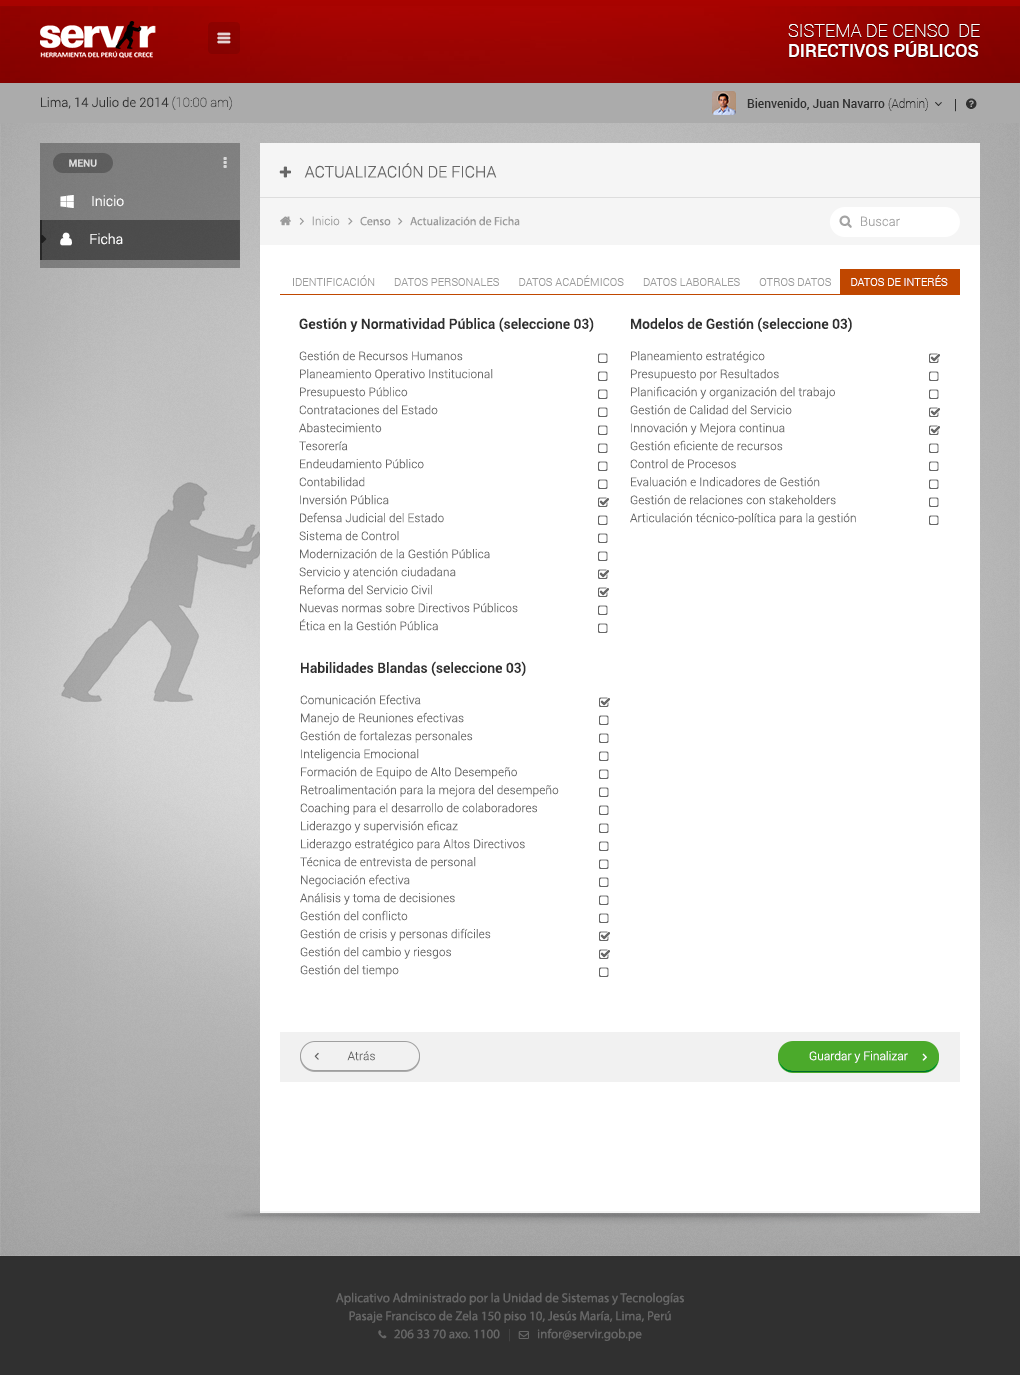 servir
HERRAMIENTA DEL PERÚ QUE CRECE
SISTEMA DE CENSO DE
DIRECTIVOS PÚBLICOS
Lima, 14 Julio de 2014 (10:00 am)
Bienvenido, Juan Navarro (Admin)
MENU
Inicio
Ficha
ACTUALIZACIÓN DE FICHA
Inicio > Censo > Actualización de Ficha
Buscar
IDENTIFICACIÓN DATOS PERSONALES DATOS ACADÉMICOS DATOS LABORALES OTROS DATOS DATOS DE INTERÉS
Gestión y Normatividad Pública (seleccione 03)
Gestión de Recursos Humanos
Planeamiento Operativo Institucional
Presupuesto Público
Contrataciones del Estado
Abastecimiento
Tesorería
Endeudamiento Público
Contabilidad
Inversión Pública
Defensa Judicial del Estado
Sistema de Control
Modernización de la Gestión Pública
Servicio y atención ciudadana
Reforma del Servicio Civil
Nuevas normas sobre Directivos Públicos
Ética en la Gestión Pública
Modelos de Gestión (seleccione 03)
Planeamiento estratégico
Presupuesto por Resultados
Planificación y organización del trabajo
Gestión de Calidad del Servicio
Innovación y Mejora continua
Gestión eficiente de recursos
Control de Procesos
Evaluación e Indicadores de Gestión
Gestión de relaciones con stakeholders
Articulación técnico-política para la gestión
Habilidades Blandas (seleccione 03)
Comunicación Efectiva
Manejo de Reuniones efectivas
Gestión de fortalezas personales
Inteligencia Emocional
Formación de Equipo de Alto Desempeño
Retroalimentación para la mejora del desempeño
Coaching para el desarrollo de colaboradores
Liderazgo y supervisión eficaz
Liderazgo estratégico para Altos Directivos
Técnica de entrevista de personal
Negociación efectiva
Análisis y toma de decisiones
Gestión del conflicto
Gestión de crisis y personas difíciles
Gestión del cambio y riesgos
Gestión del tiempo
Atrás
Guardar y Finalizar
Aplicativo Administrado por la Unidad de Sistemas y Tecnologías
Pasaje Francisco de Zela 150 piso 10, Jesús María, Lima, Perú
206 33 70 axo. 1100 | infor@servir.gob.pe